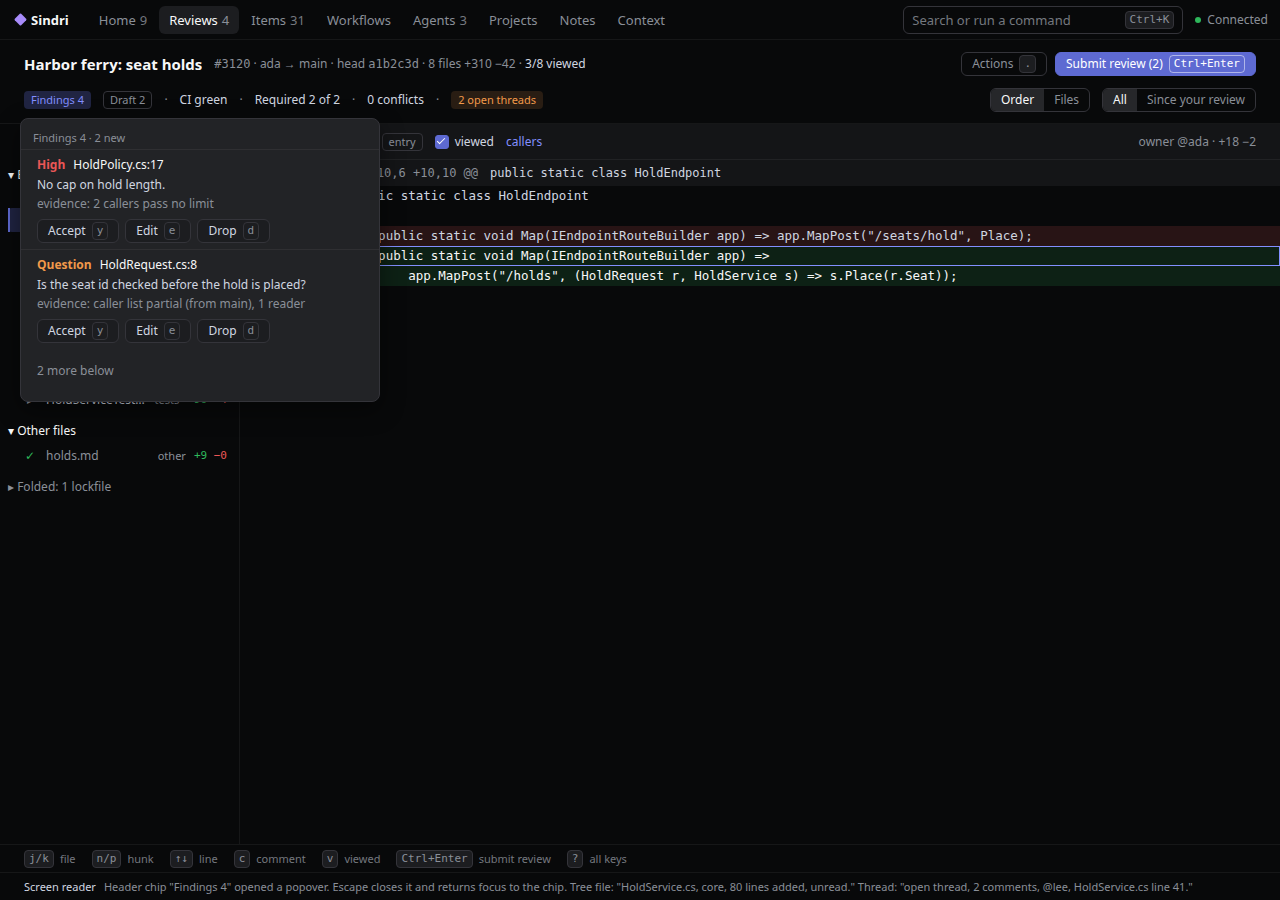 Sindri Home 9 Reviews 4 Items 31 Workflows Agents 3 Projects Notes Context Search or run a command Ctrl+K Connected
Harbor ferry: seat holds #3120 · ada → main · head a1b2c3d · 8 files +310 −42 · 3/8 viewed Actions . Submit review (2) Ctrl+Enter
Findings 4 Draft 2 · CI green · Required 2 of 2 · 0 conflicts · 2 open threads Order Files All Since your review
Findings 4 · 2 new
High HoldPolicy.cs:17
No cap on hold length.
evidence: 2 callers pass no limit
Accept y Edit e Drop d
Question HoldRequest.cs:8
Is the seat id checked before the hold is placed?
evidence: caller list partial (from main), 1 reader
Accept y Edit e Drop d
2 more below
entry viewed callers owner @ada · +18 −2
10,6 +10,10 @@ public static class HoldEndpoint
ic static class HoldEndpoint
public static void Map(IEndpointRouteBuilder app) => app.MapPost("/seats/hold", Place);
public static void Map(IEndpointRouteBuilder app) =>
app.MapPost("/holds", (HoldRequest r, HoldService s) => s.Place(r.Seat));
▾ Other files
✓ holds.md other +9 −0
▸ Folded: 1 lockfile
j/k file n/p hunk ↑↓ line c comment v viewed Ctrl+Enter submit review ? all keys
Screen reader Header chip "Findings 4" opened a popover. Escape closes it and returns focus to the chip. Tree file: "HoldService.cs, core, 80 lines added, unread." Thread: "open thread, 2 comments, @lee, HoldService.cs line 41."